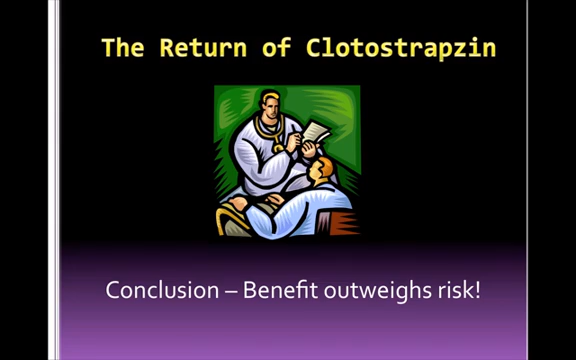 The Return of Clotostrapzin
Conclusion – Benefit outweighs risk!